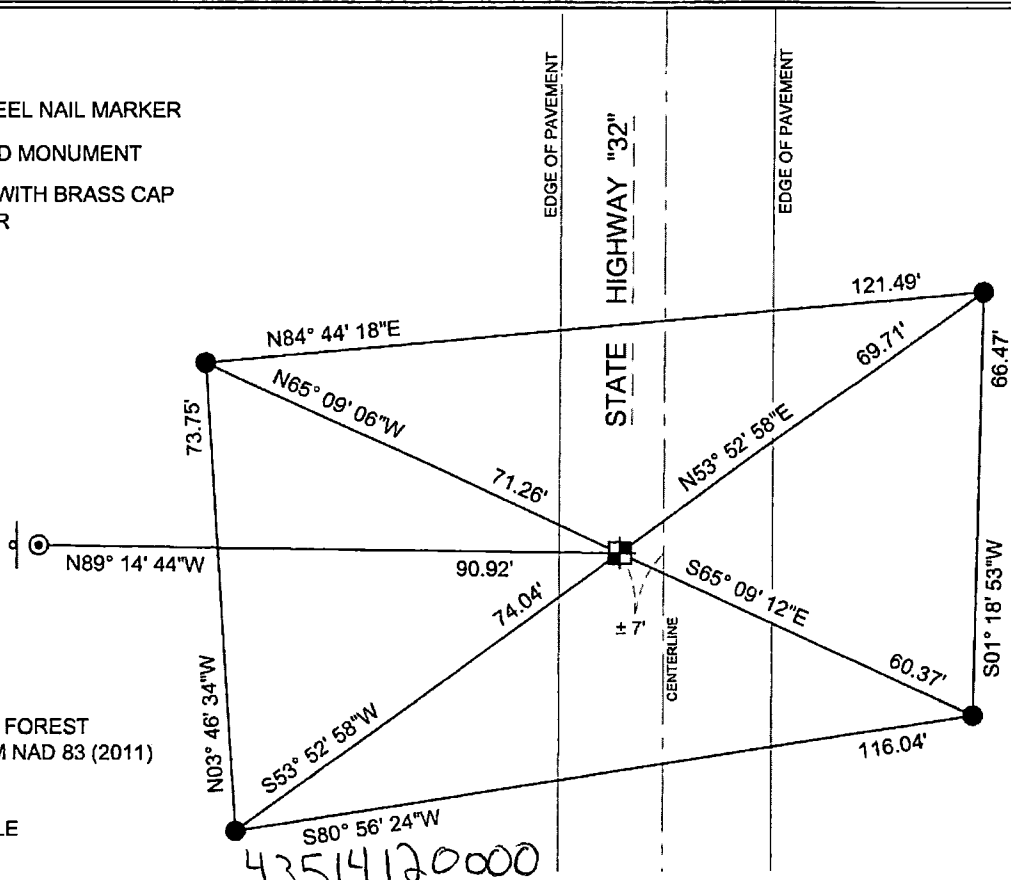 EEL NAIL MARKER
D MONUMENT
WITH BRASS CAP
R
EDGE OF PAVEMENT
STATE HIGHWAY "32"
EDGE OF PAVEMENT
121.49'
N84° 44' 18"E
69.71'
66.47'
N65° 09' 06"W
73.75'
N53° 52' 58"E
71.26'
N89° 14' 44"W
90.92'
S65° 09' 12"E
74.04'
± 7'
CENTERLINE
S01° 18' 53"W
60.37'
N03° 46' 34"W
S53° 52' 58"W
FOREST
M NAD 83 (2011)
116.04'
LE
S80° 56' 24"W
43514120000